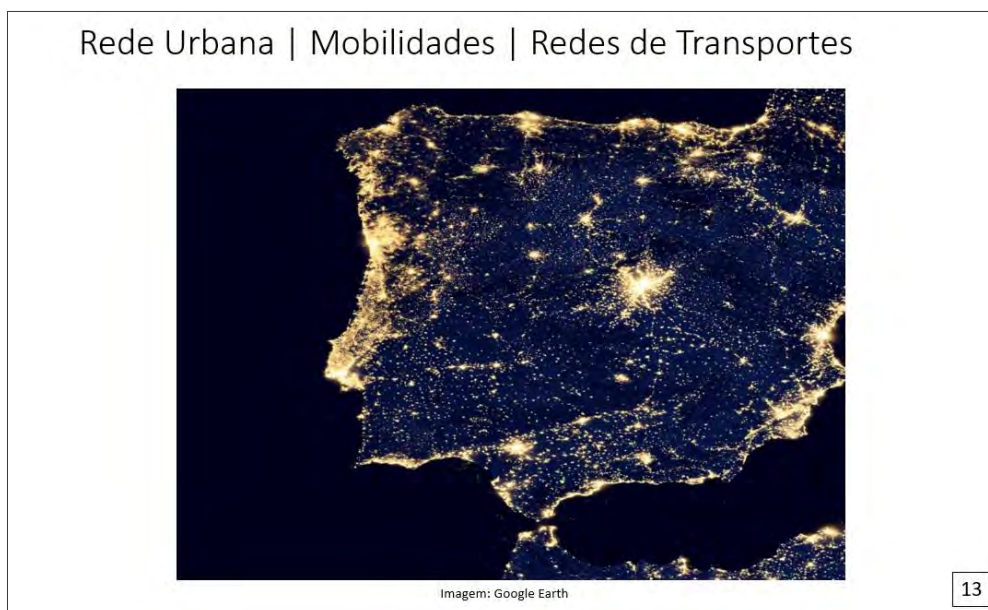 Rede Urbana | Mobilidades | Redes de Transportes
Imagem: Google Earth
13